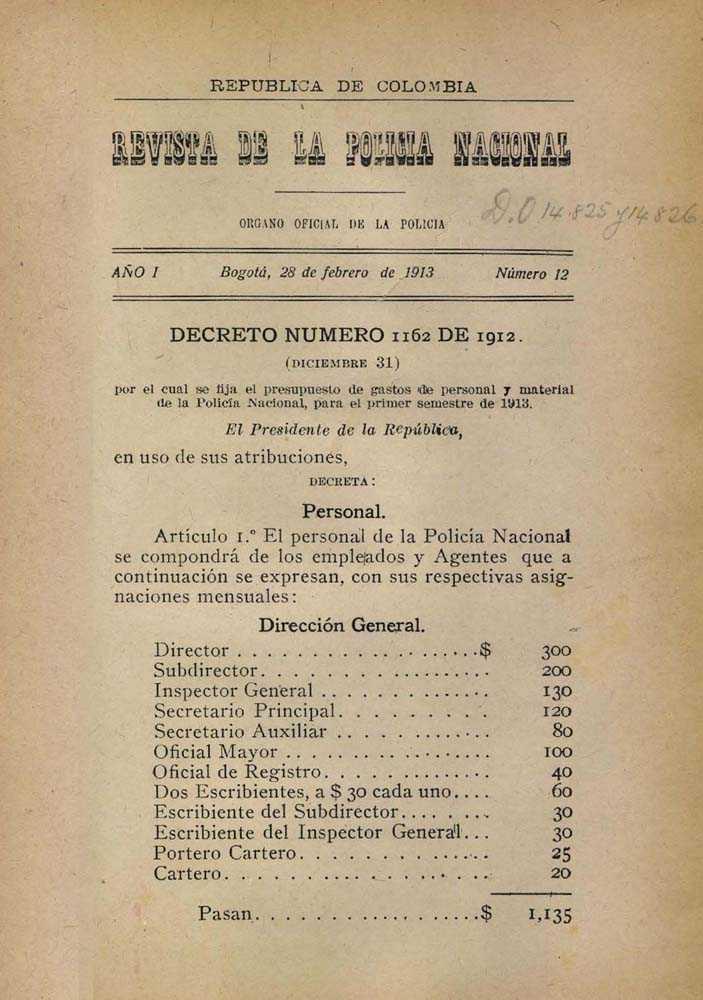 REPUBLICA DE COLOMBIA
REVISTA DE LA POLICIA NACIONAL
ORGANO OFICIAL DE LA POLICIA
D.O 14.825 y 14826
AÑO I Bogotá, 28 de febrero de 1913 Número 12
DECRETO NUMERO 1162 DE 1912.
(DICIEMBRE 31)
por el cual se fija el presupuesto de gastos de personal y material
de la Policía Nacional, para el primer semestre de 1913.
El Presidente de la República,
en uso de sus atribuciones,
DECRETA:
Personal.
Artículo 1.° El personal de la Policía Nacional
se compondrá de los empleados y Agentes que a
continuación se expresan, con sus respectivas asig-
naciones mensuales:
Dirección General.
Director . . . . . . . . . . . . . . . . . . . .$ 300
Subdirector. . . . . . . . . . . . . . . . . . 200
Inspector General . . . . . . . . . . . . . . 130
Secretario Principal. . . . . . . . . . 120
Secretario Auxiliar . . . . . . . . . . . . . 80
Oficial Mayor . . . . . . . . . . . . . . . . . 100
Oficial de Registro. . . . . . . . . . . . . . 40
Dos Escribientes, a $ 30 cada uno. . . . 60
Escribiente del Subdirector. . . . . . . . 30
Escribiente del Inspector General. . . 30
Portero Cartero. . . . . . . . . . . . . . . . 25
Cartero. . . . . . . . . . . . . . . . . . . . . 20
Pasan. . . . . . . . . . . . . . . . . . .$ 1,135